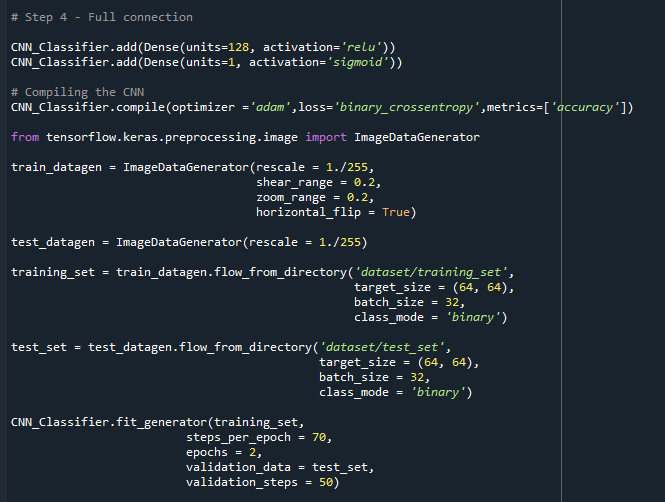 # Step 4 - Full connection
CNN_Classifier.add(Dense(units=128, activation='relu'))
CNN_Classifier.add(Dense(units=1, activation='sigmoid'))
# Compiling the CNN
CNN_Classifier.compile(optimizer ='adam',loss='binary_crossentropy',metrics=['accuracy'])
from tensorflow.keras.preprocessing.image import ImageDataGenerator
train_datagen = ImageDataGenerator(rescale = 1./255,
shear_range = 0.2,
zoom_range = 0.2,
horizontal_flip = True)
test_datagen = ImageDataGenerator(rescale = 1./255)
training_set = train_datagen.flow_from_directory('dataset/training_set',
target_size = (64, 64),
batch_size = 32,
class_mode = 'binary')
test_set = test_datagen.flow_from_directory('dataset/test_set',
target_size = (64, 64),
batch_size = 32,
class_mode = 'binary')
CNN_Classifier.fit_generator(training_set,
steps_per_epoch = 70,
epochs = 2,
validation_data = test_set,
validation_steps = 50)